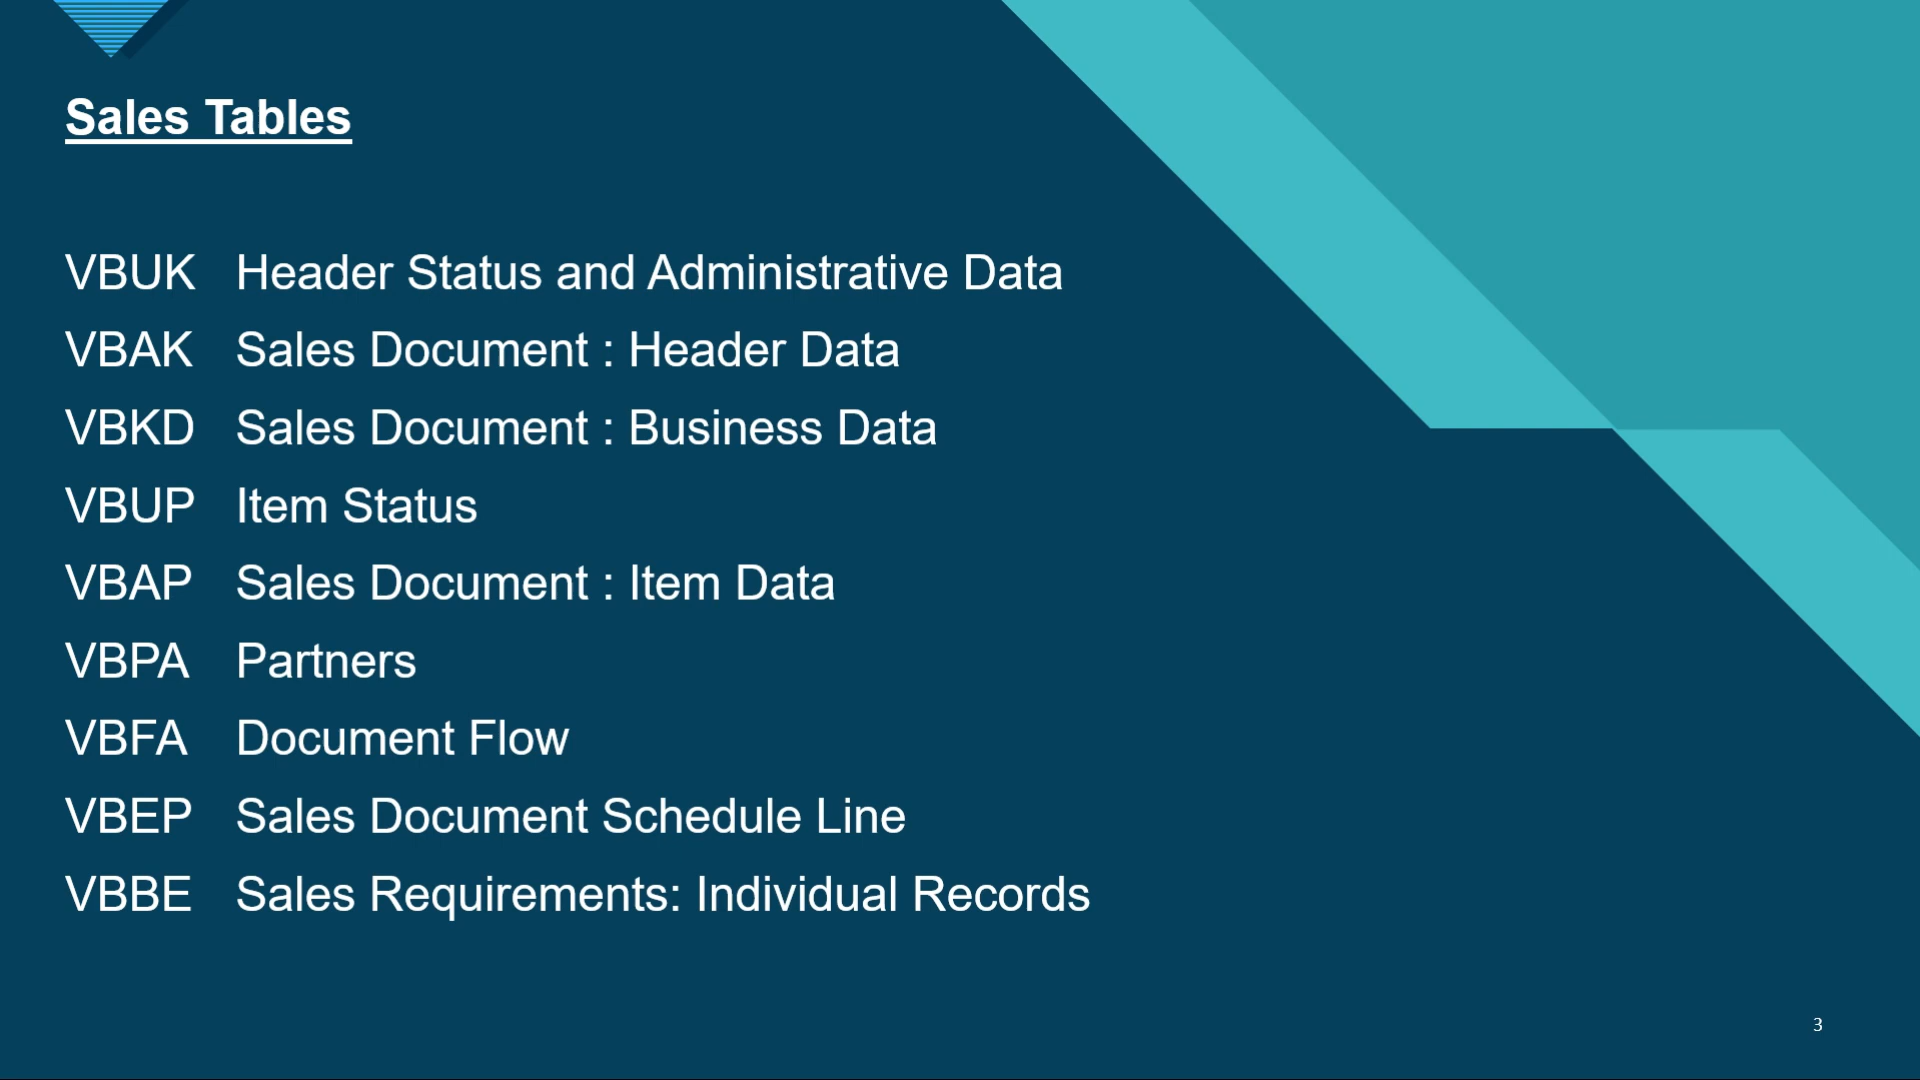 Sales Tables
VBUK Header Status and Administrative Data
VBAK Sales Document : Header Data
VBKD Sales Document : Business Data
VBUP Item Status
VBAP Sales Document : Item Data
VBPA Partners
VBFA Document Flow
VBEP Sales Document Schedule Line
VBBE Sales Requirements: Individual Records
3